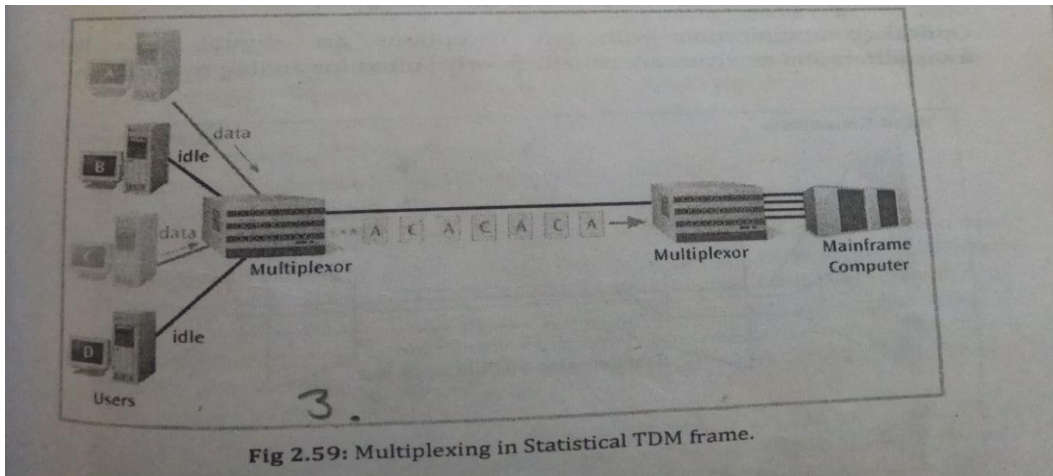 A
data
B
idle
C
data
A C A C A C A
Multiplexor
Multiplexor
Mainframe
Computer
idle
D
Users
3.
Fig 2.59: Multiplexing in Statistical TDM frame.